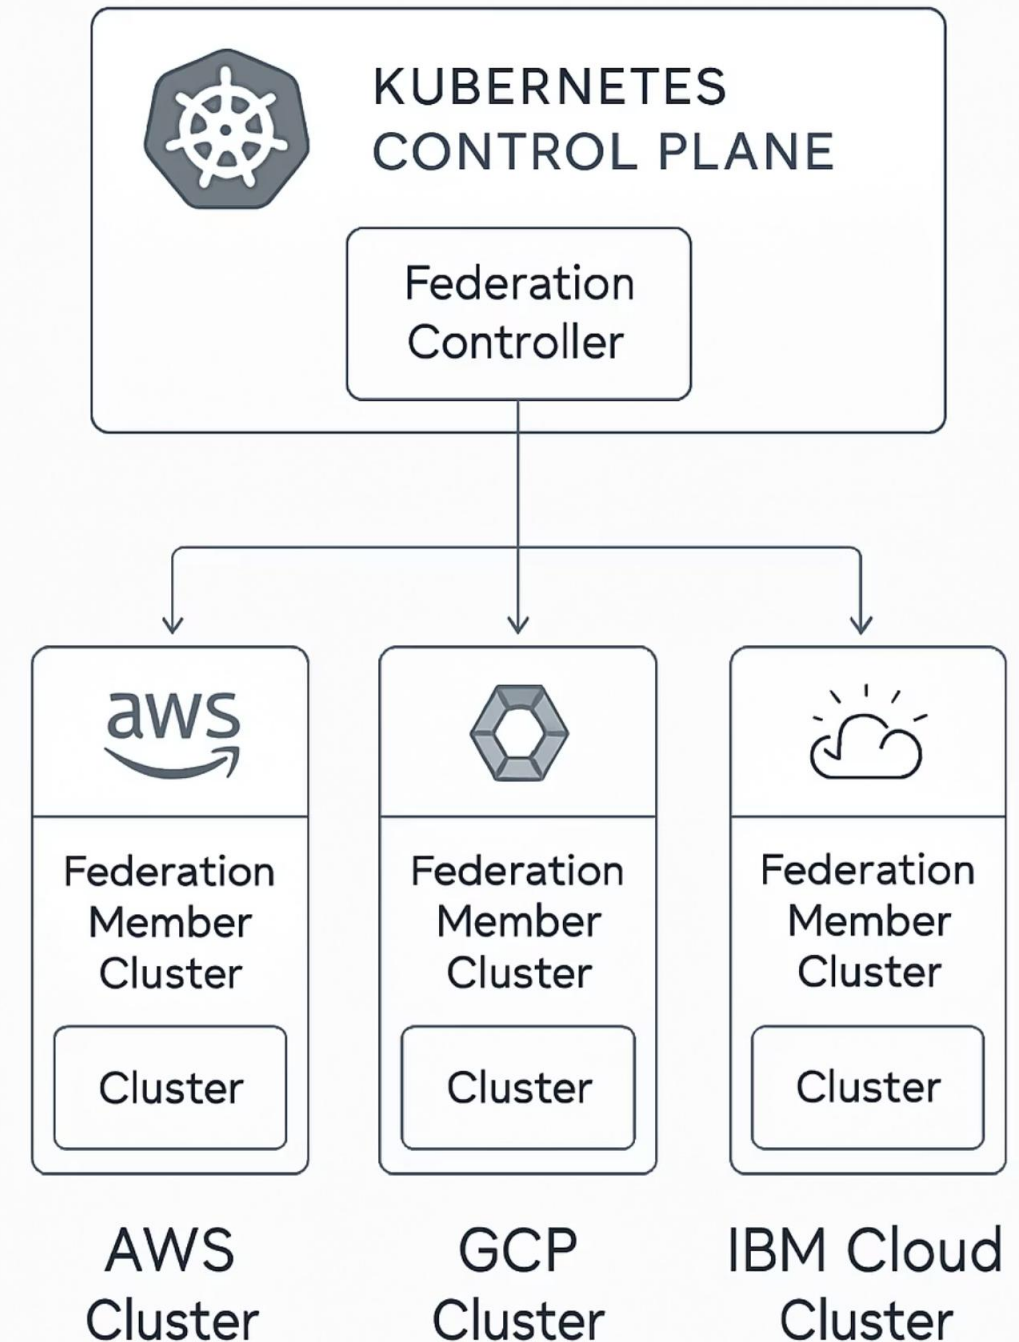 KUBERNETES
CONTROL PLANE
Federation
Controller
aws
Federation
Member
Cluster
Cluster
AWS
Cluster
Federation
Member
Cluster
Cluster
GCP
Cluster
Federation
Member
Cluster
Cluster
IBM Cloud
Cluster